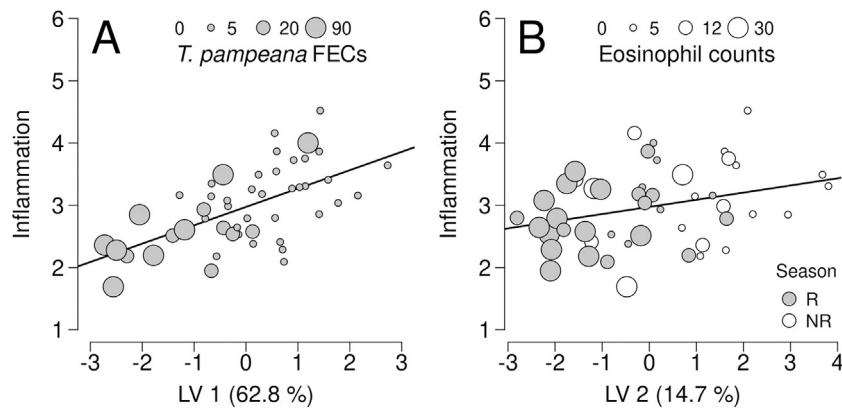 A
0 5 20 90
T. pampeana FECs
Inflammation
6
5
4
3
2
1
-3 -2 -1 0 1 2 3
LV 1 (62.8 %)
B
0 5 12 30
Eosinophil counts
Inflammation
6
5
4
3
2
1
Season
R
NR
-3 -2 -1 0 1 2 3 4
LV 2 (14.7 %)